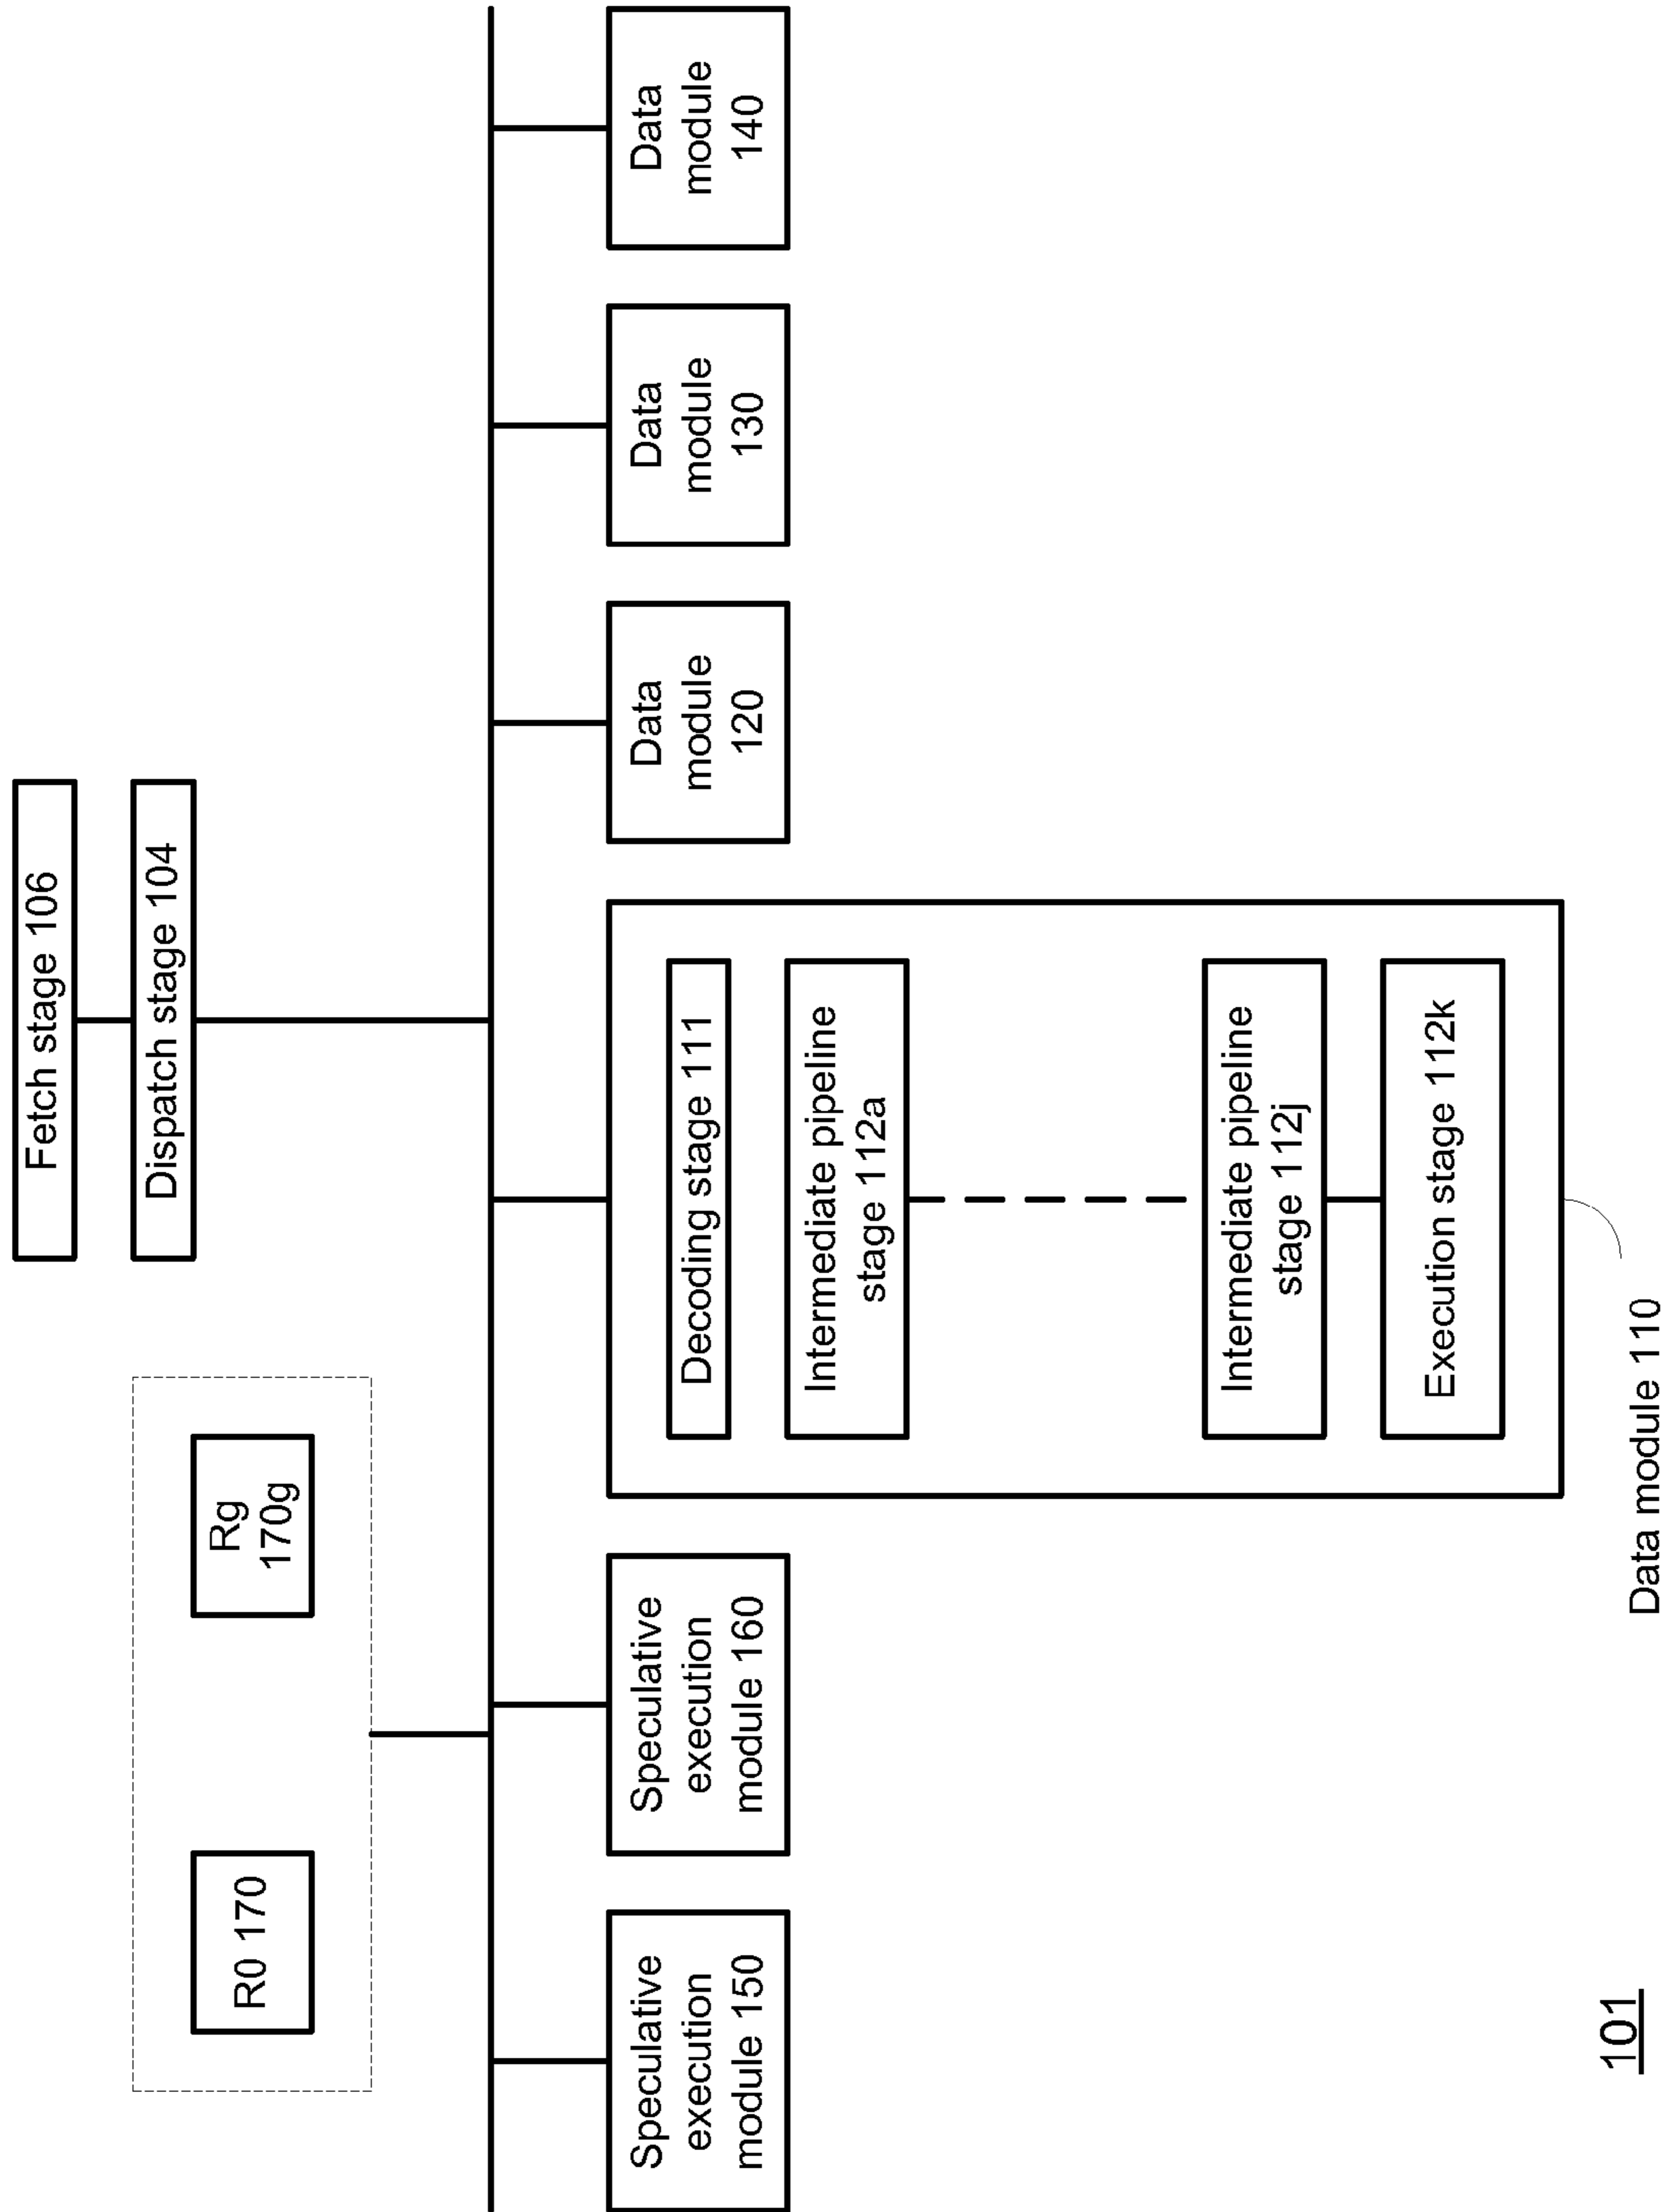 Fetch stage 106
Dispatch stage 104
R0 170
Rg
170g
Speculative
execution
module 150
Speculative
execution
module 160
Decoding stage 111
Intermediate pipeline
stage 112a
Intermediate pipeline
stage 112j
Execution stage 112k
Data module 110
Data
module
120
Data
module
130
Data
module
140
101